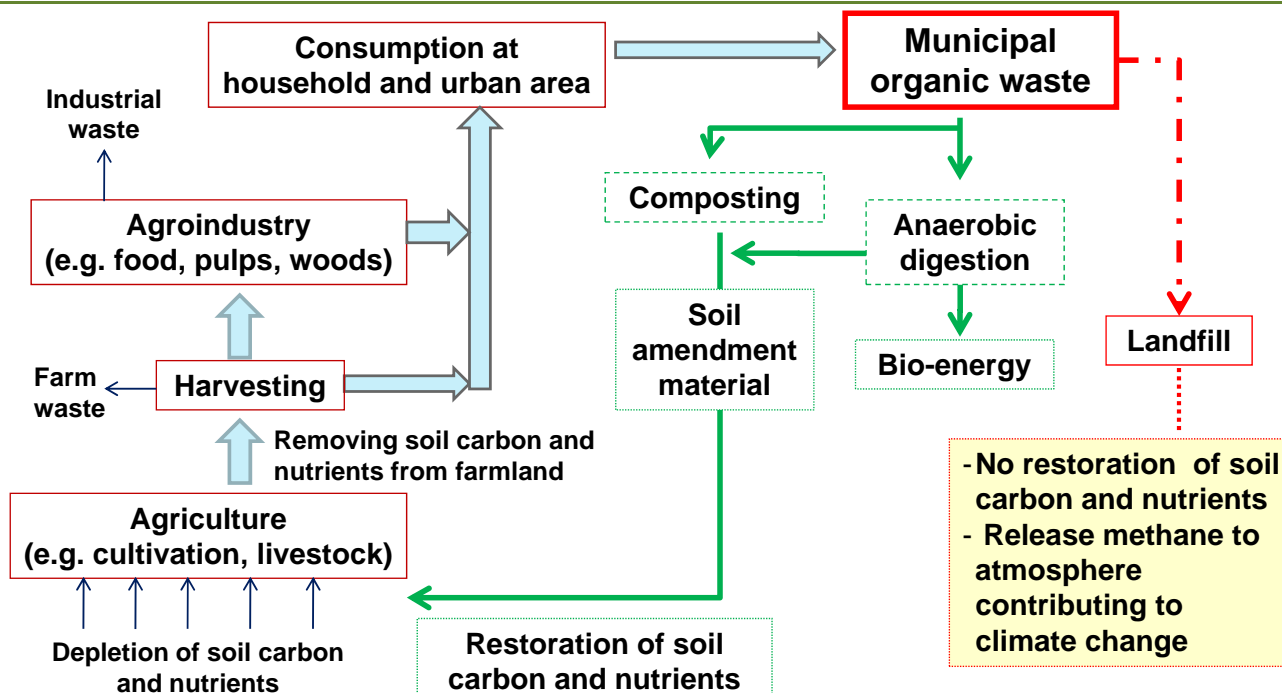 Consumption at
household and urban area
Municipal
organic waste
Industrial
waste
Agroindustry
(e.g. food, pulps, woods)
Composting
Anaerobic
digestion
Soil
amendment
material
Bio-energy
Landfill
Farm
waste
Harvesting
Removing soil carbon and
nutrients from farmland
Agriculture
(e.g. cultivation, livestock)
Depletion of soil carbon
and nutrients
Restoration of soil
carbon and nutrients
- No restoration of soil
carbon and nutrients
- Release methane to
atmosphere
contributing to
climate change